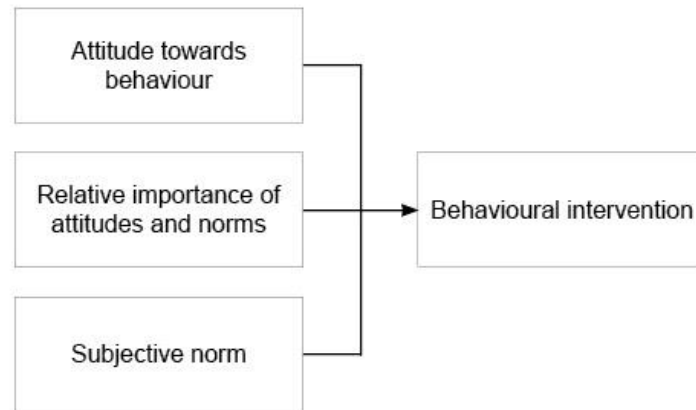 Attitude towards
behaviour
Relative importance of
attitudes and norms
Behavioural intervention
Subjective norm